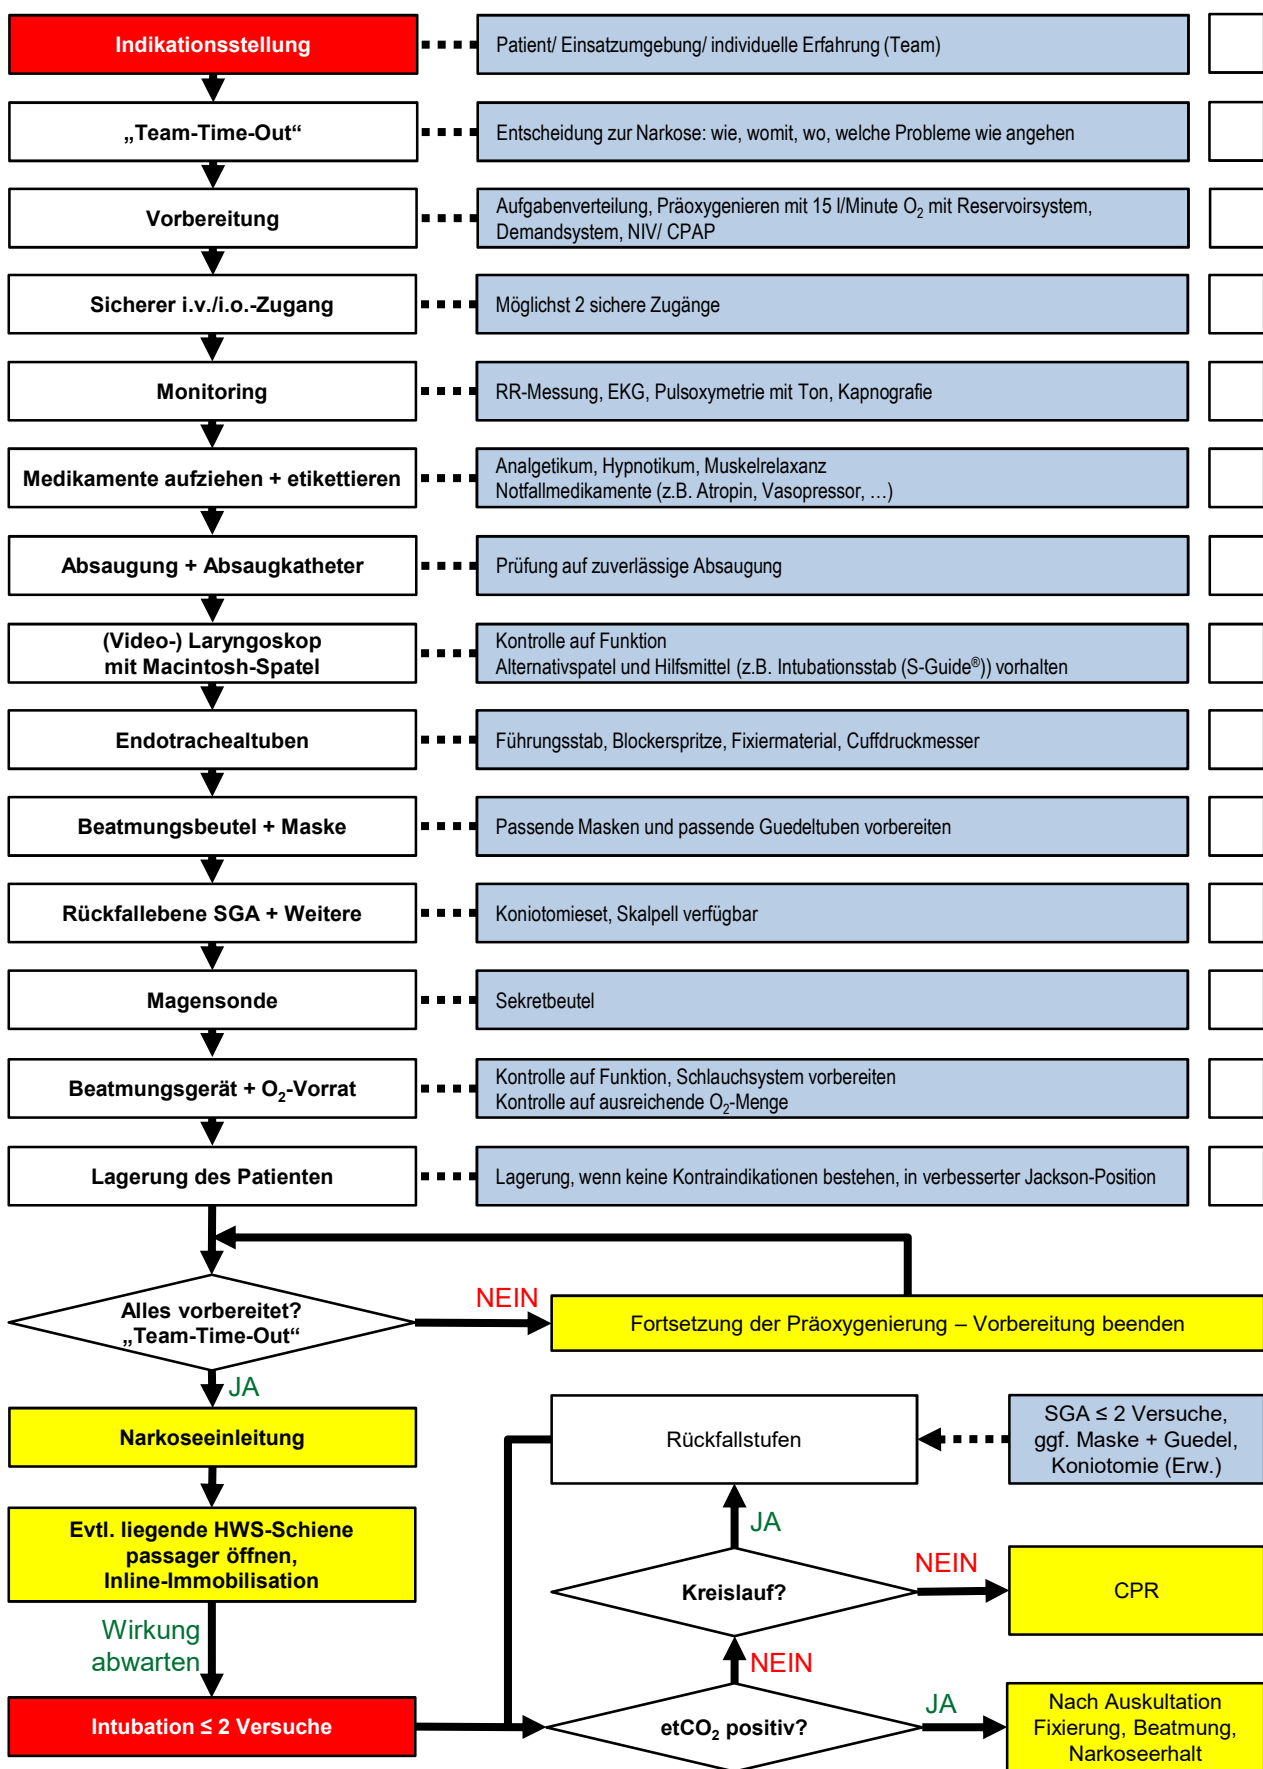 Indikationsstellung
Patient/ Einsatzumgebung/ individuelle Erfahrung (Team)
„Team-Time-Out“
Entscheidung zur Narkose: wie, womit, wo, welche Probleme wie angehen
Vorbereitung
Aufgabenverteilung, Präoxygenieren mit 15 l/Minute O₂ mit Reservoirsystem,
Demandsystem, NIV/ CPAP
Sicherer i.v./i.o.-Zugang
Möglichst 2 sichere Zugänge
Monitoring
RR-Messung, EKG, Pulsoxymetrie mit Ton, Kapnografie
Medikamente aufziehen + etikettieren
Analgetikum, Hypnotikum, Muskelrelaxanz
Notfallmedikamente (z.B. Atropin, Vasopressor, …)
Absaugung + Absaugkatheter
Prüfung auf zuverlässige Absaugung
(Video-) Laryngoskop
mit Macintosh-Spatel
Kontrolle auf Funktion
Alternativspatel und Hilfsmittel (z.B. Intubationsstab (S-Guide®)) vorhalten
Endotrachealtuben
Führungsstab, Blockerspritze, Fixiermaterial, Cuffdruckmesser
Beatmungsbeutel + Maske
Passende Masken und passende Guedeltuben vorbereiten
Rückfallebene SGA + Weitere
Koniotomieset, Skalpell verfügbar
Magensonde
Sekretbeutel
Beatmungsgerät + O₂-Vorrat
Kontrolle auf Funktion, Schlauchsystem vorbereiten
Kontrolle auf ausreichende O₂-Menge
Lagerung des Patienten
Lagerung, wenn keine Kontraindikationen bestehen, in verbesserter Jackson-Position
Alles vorbereitet?
„Team-Time-Out“
NEIN
Fortsetzung der Präoxygenierung – Vorbereitung beenden
JA
Narkoseeinleitung
Rückfallstufen
SGA ≤ 2 Versuche,
ggf. Maske + Guedel,
Koniotomie (Erw.)
Evtl. liegende HWS-Schiene
passager öffnen,
Inline-Immobilisation
JA
Kreislauf?
NEIN
CPR
Wirkung
abwarten
NEIN
Intubation ≤ 2 Versuche
etCO₂ positiv?
JA
Nach Auskultation
Fixierung, Beatmung,
Narkoseerhalt